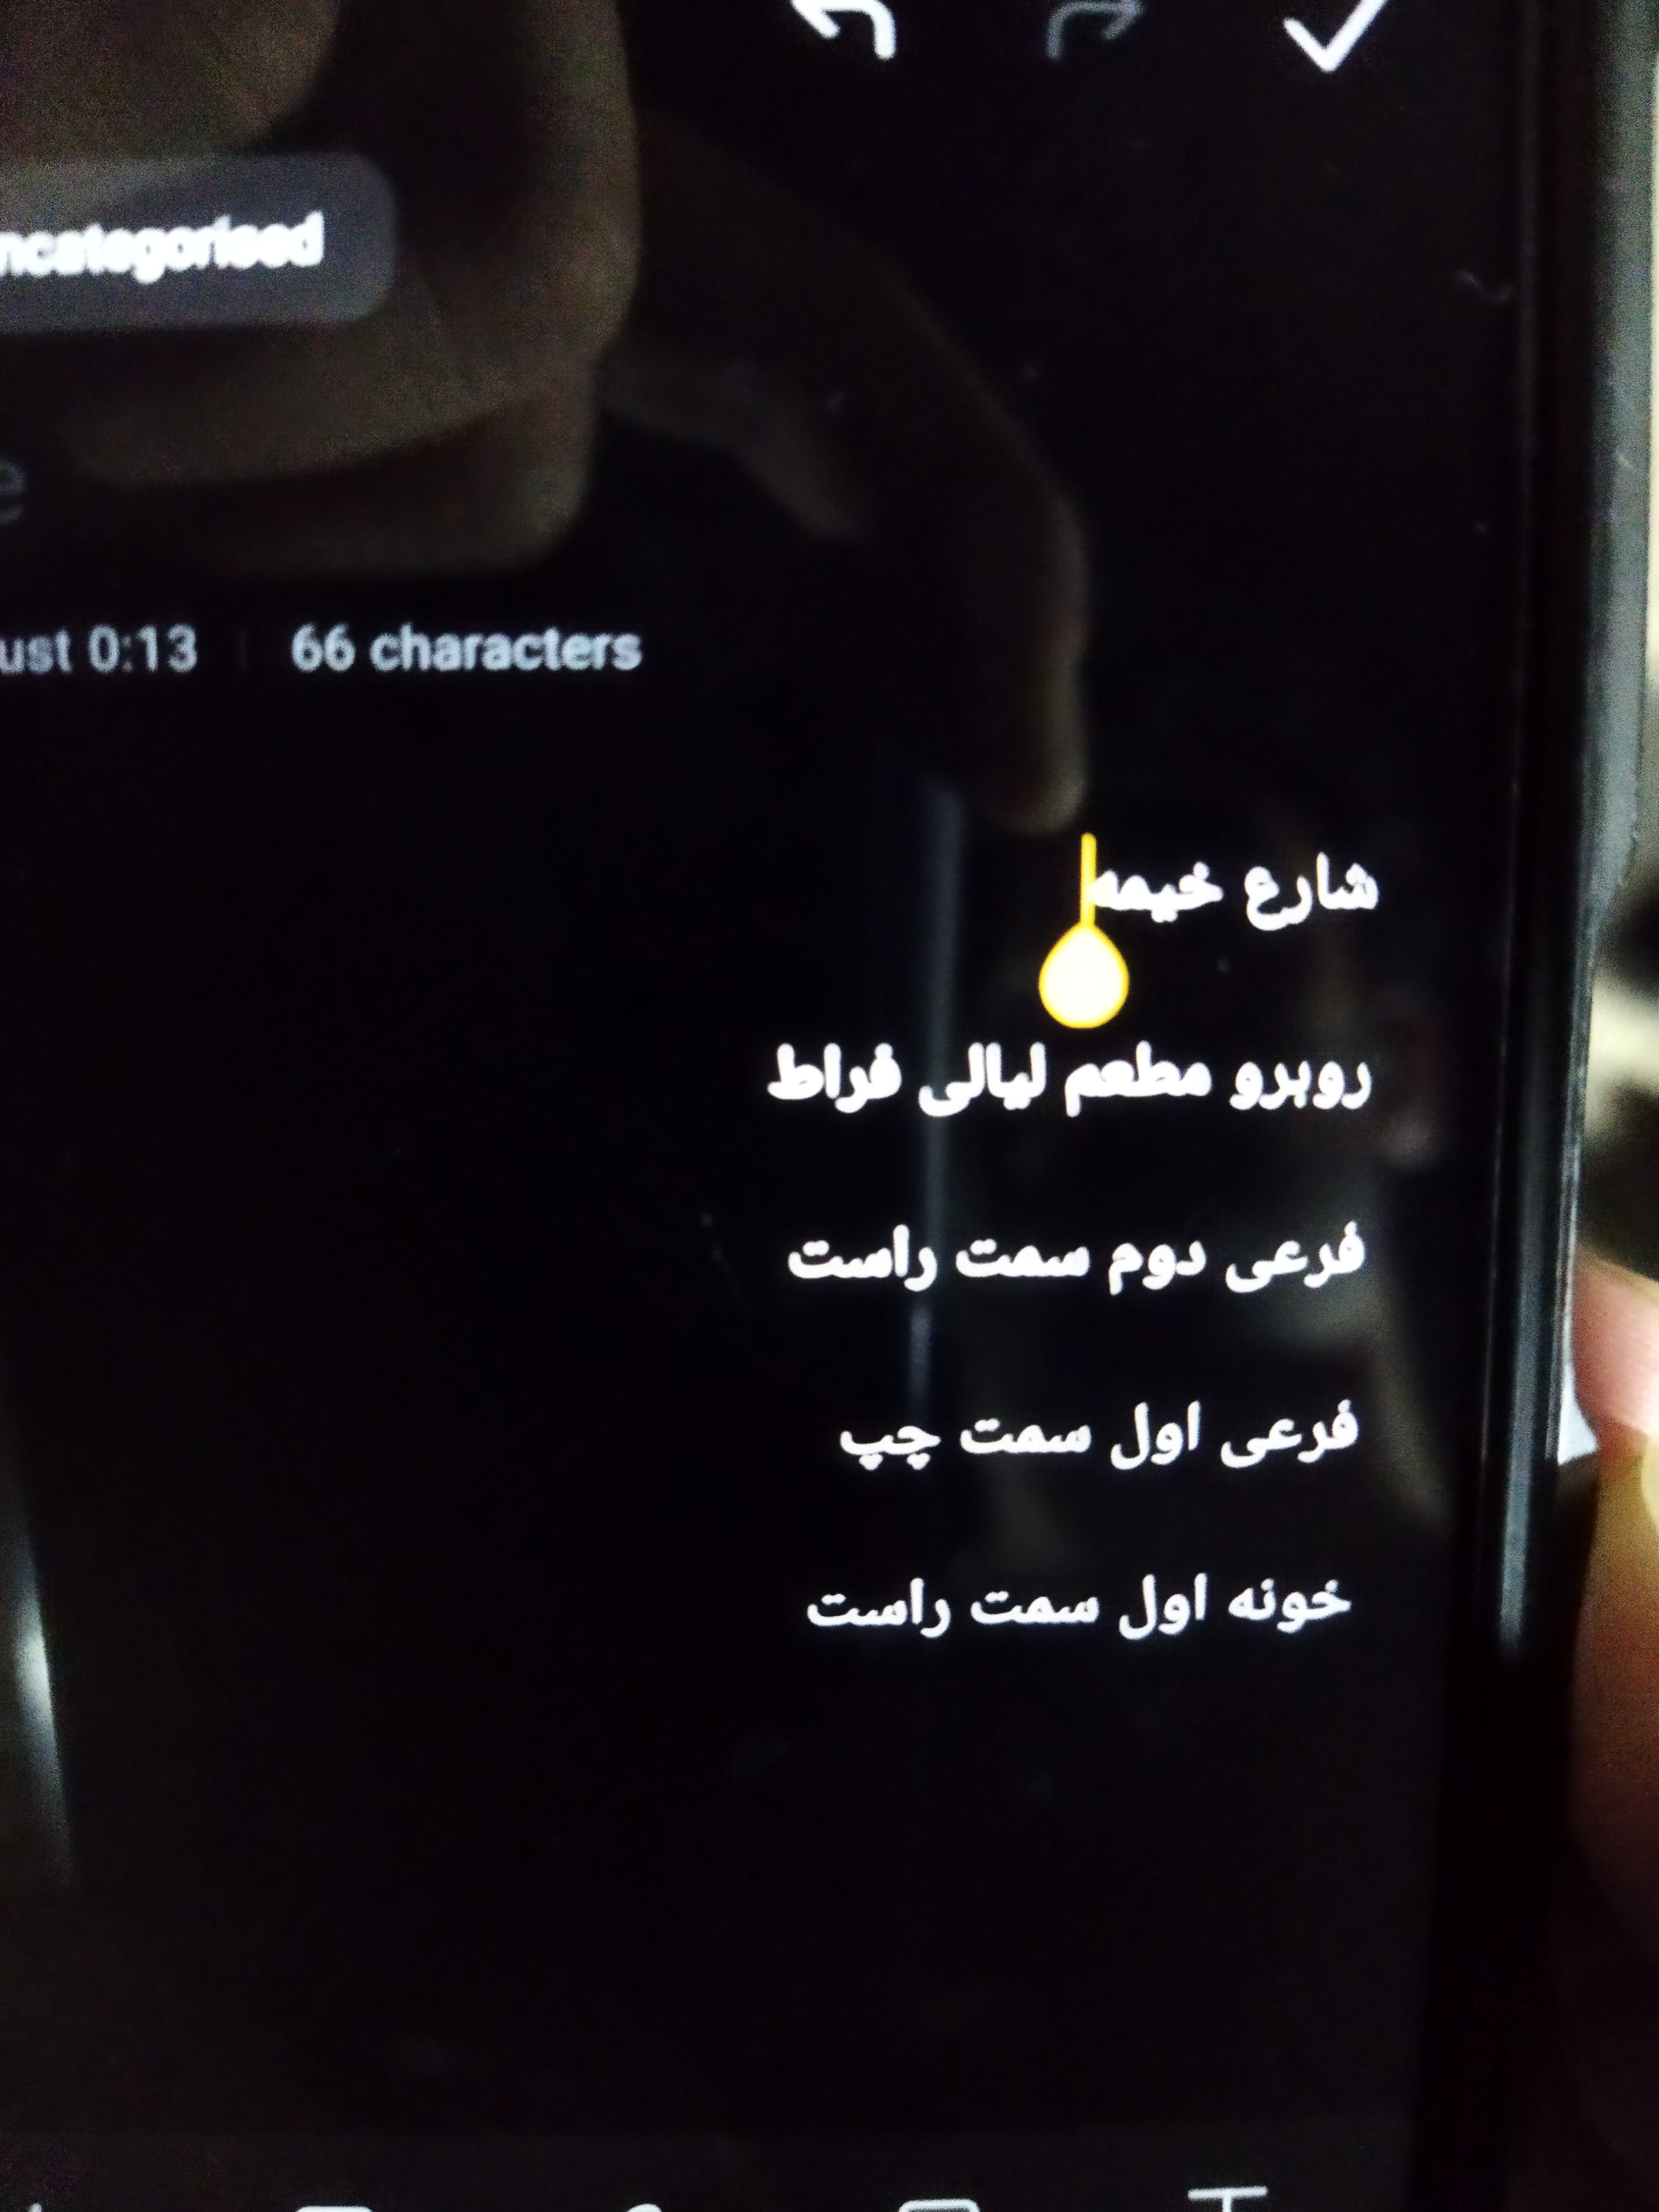 ncategorised
e
ust 0:13 | 66 characters
شارع خیمه
روبرو مطعم لیالی فراط
فرعی دوم سمت راست
فرعی اول سمت چپ
خونه اول سمت راست